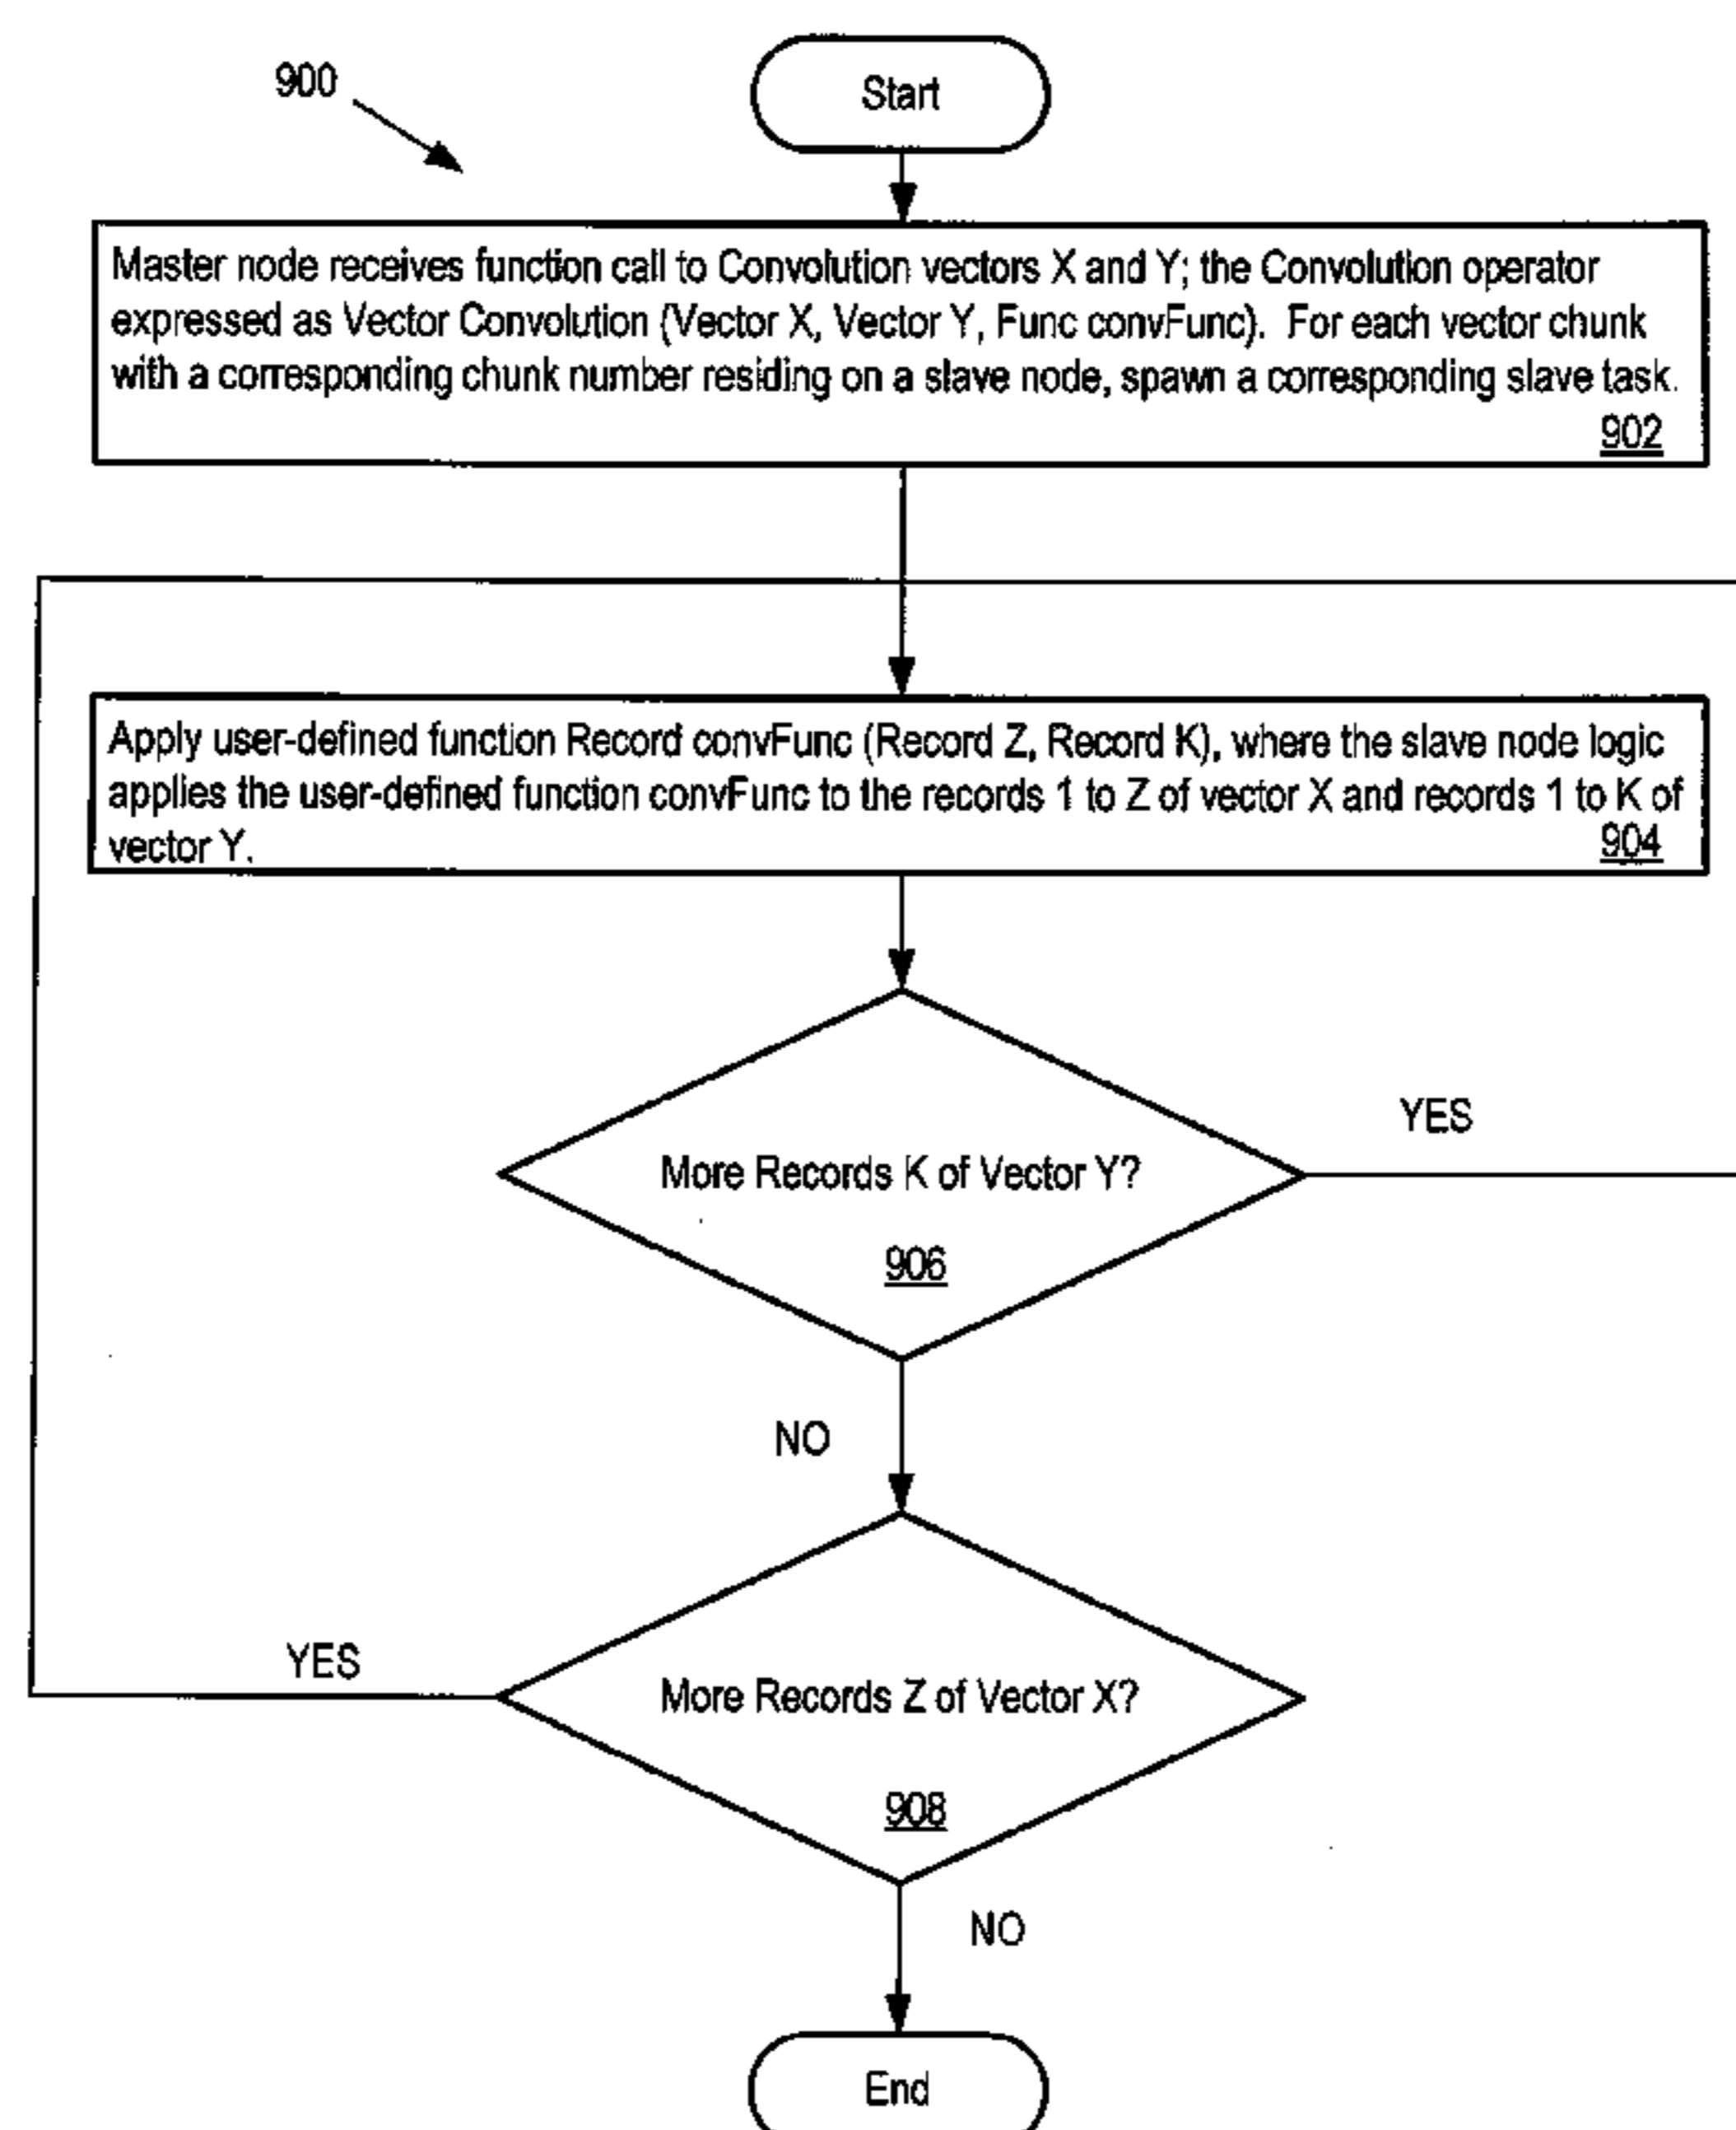 900
Start
Master node receives function call to Convolution vectors X and Y; the Convolution operator
expressed as Vector Convolution (Vector X, Vector Y, Func convFunc). For each vector chunk
with a corresponding chunk number residing on a slave node, spawn a corresponding slave task.
902
Apply user-defined function Record convFunc (Record Z, Record K), where the slave node logic
applies the user-defined function convFunc to the records 1 to Z of vector X and records 1 to K of
vector Y.
904
YES
More Records K of Vector Y?
906
NO
YES
More Records Z of Vector X?
908
NO
End